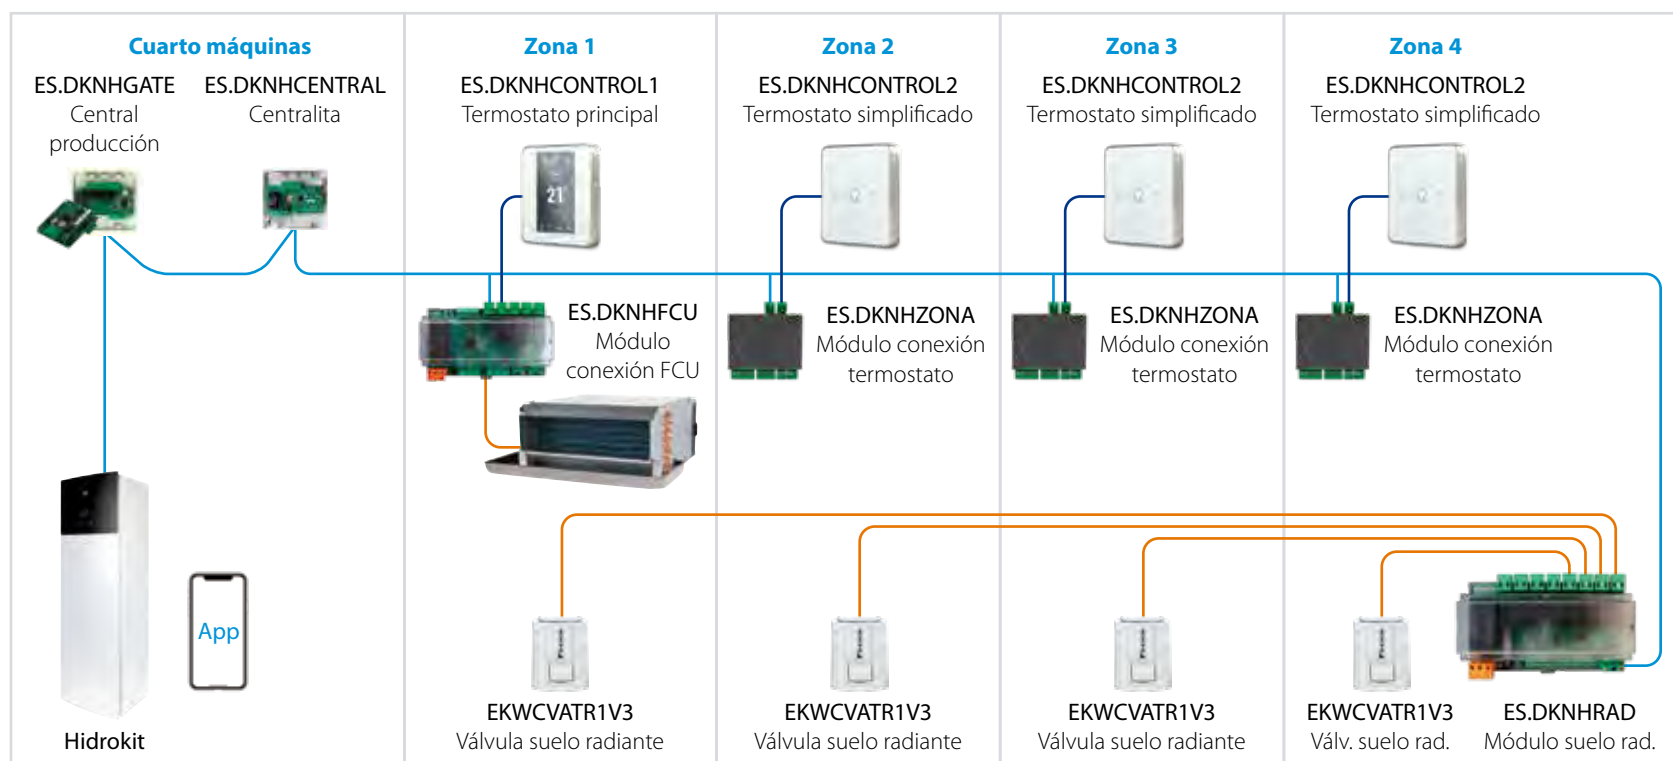 Cuarto máquinas
ES.DKNHGATE
Central
producción
ES.DKNHCENTRAL
Centralita
Zona 1
ES.DKNHCONTROL1
Termostato principal
21°
ES.DKNHFCU
Módulo
conexión FCU
Zona 2
ES.DKNHCONTROL2
Termostato simplificado
ES.DKNHZONA
Módulo conexión
termostato
Zona 3
ES.DKNHCONTROL2
Termostato simplificado
ES.DKNHZONA
Módulo conexión
termostato
Zona 4
ES.DKNHCONTROL2
Termostato simplificado
ES.DKNHZONA
Módulo conexión
termostato
App
Hidrokit
EKWCVATR1V3
Válvula suelo radiante
EKWCVATR1V3
Válvula suelo radiante
EKWCVATR1V3
Válvula suelo radiante
EKWCVATR1V3
Válv. suelo rad.
ES.DKNHRAD
Módulo suelo rad.